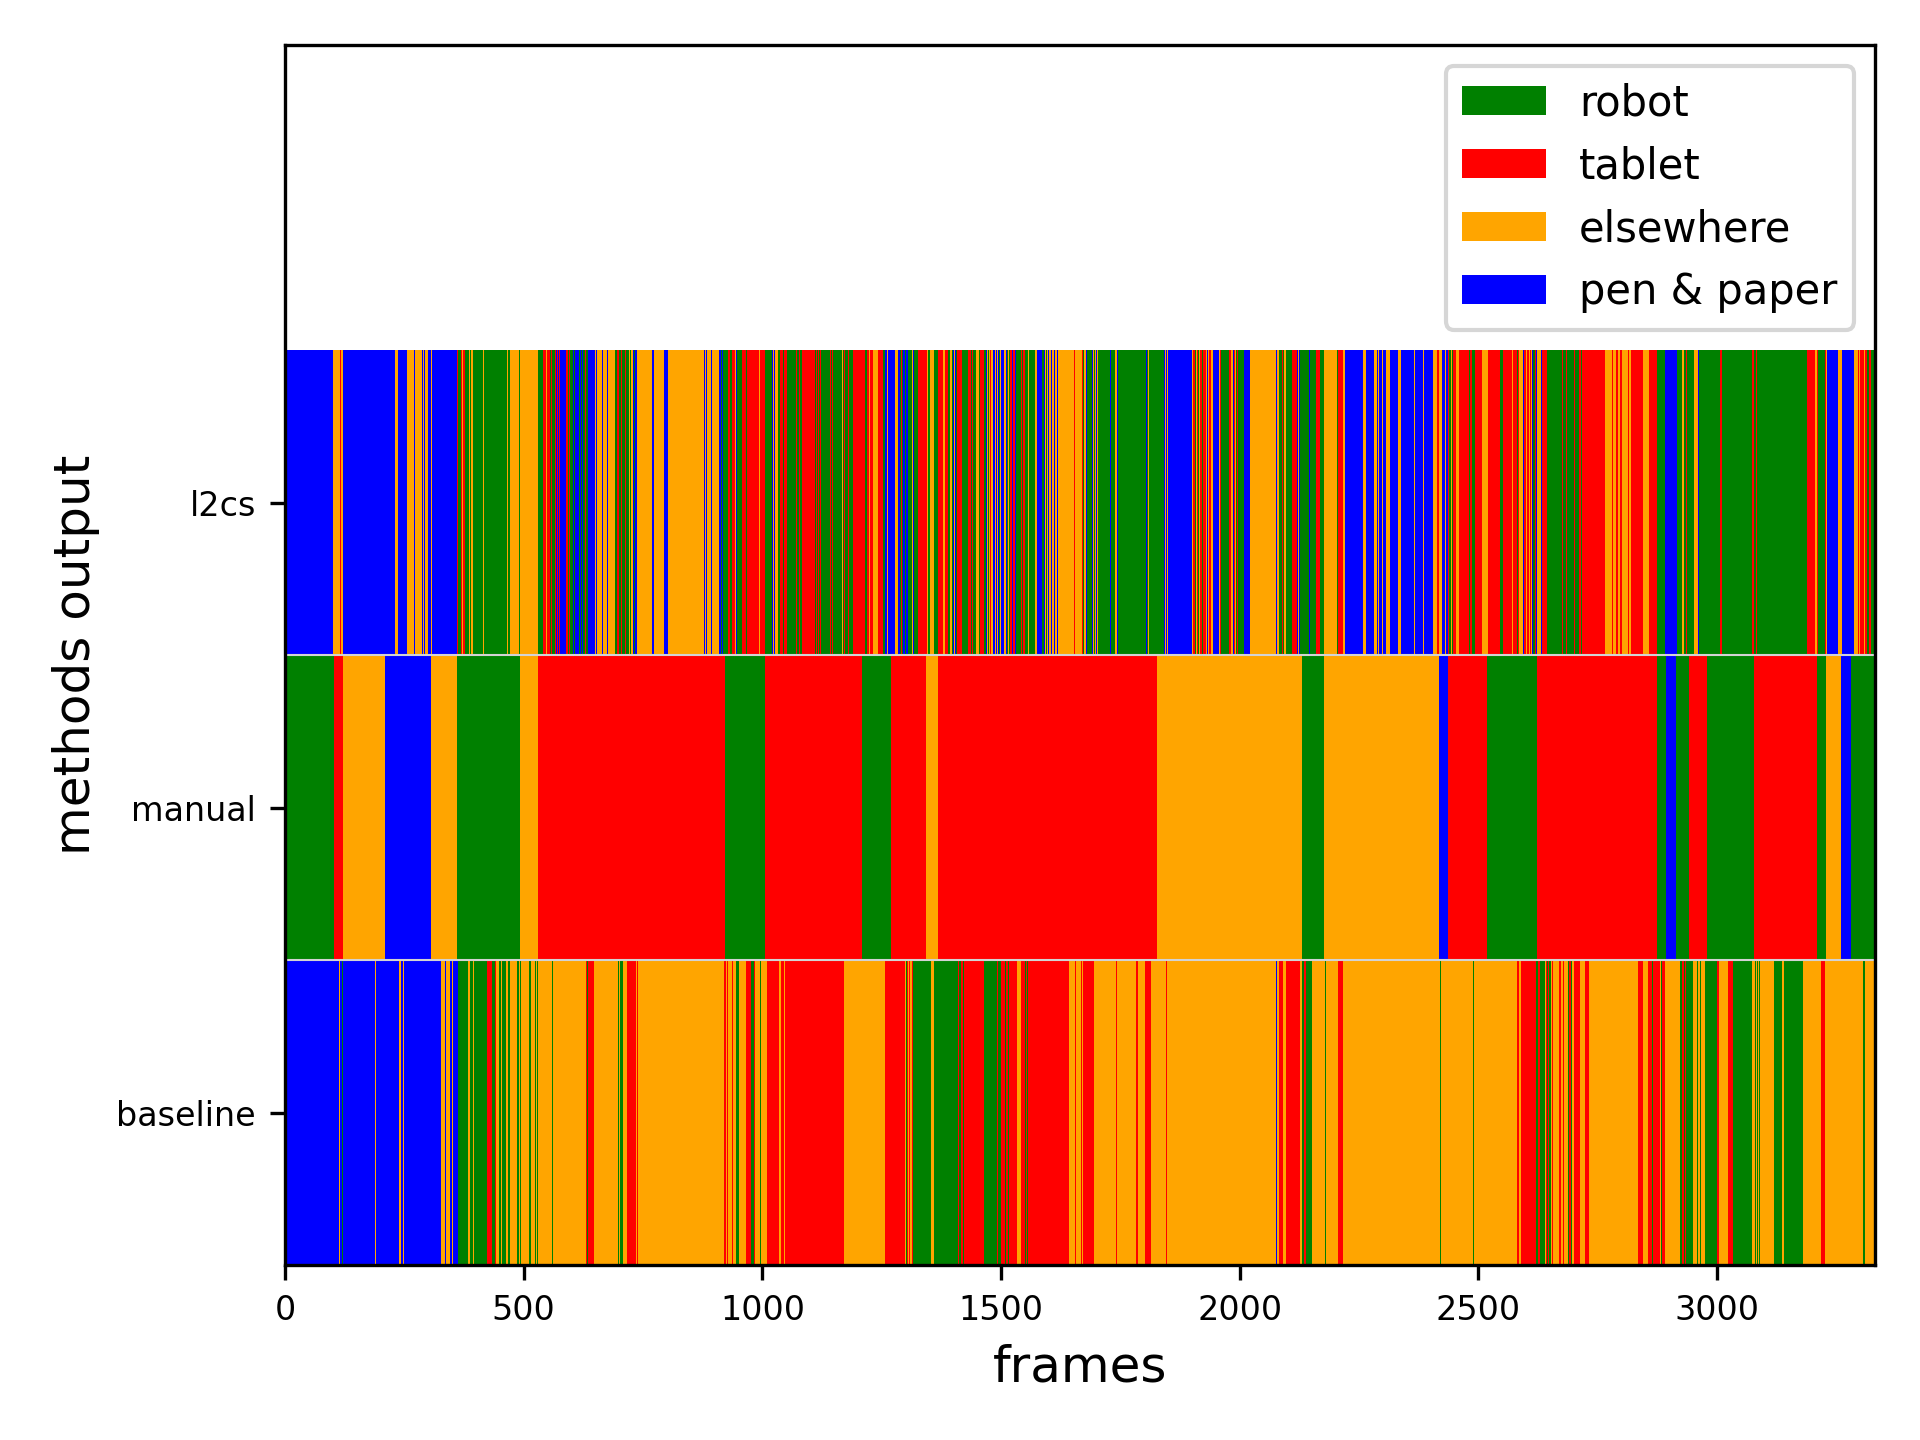 robot
tablet
elsewhere
pen & paper
methods output
l2cs
manual
baseline
0 500 1000 1500 2000 2500 3000
frames